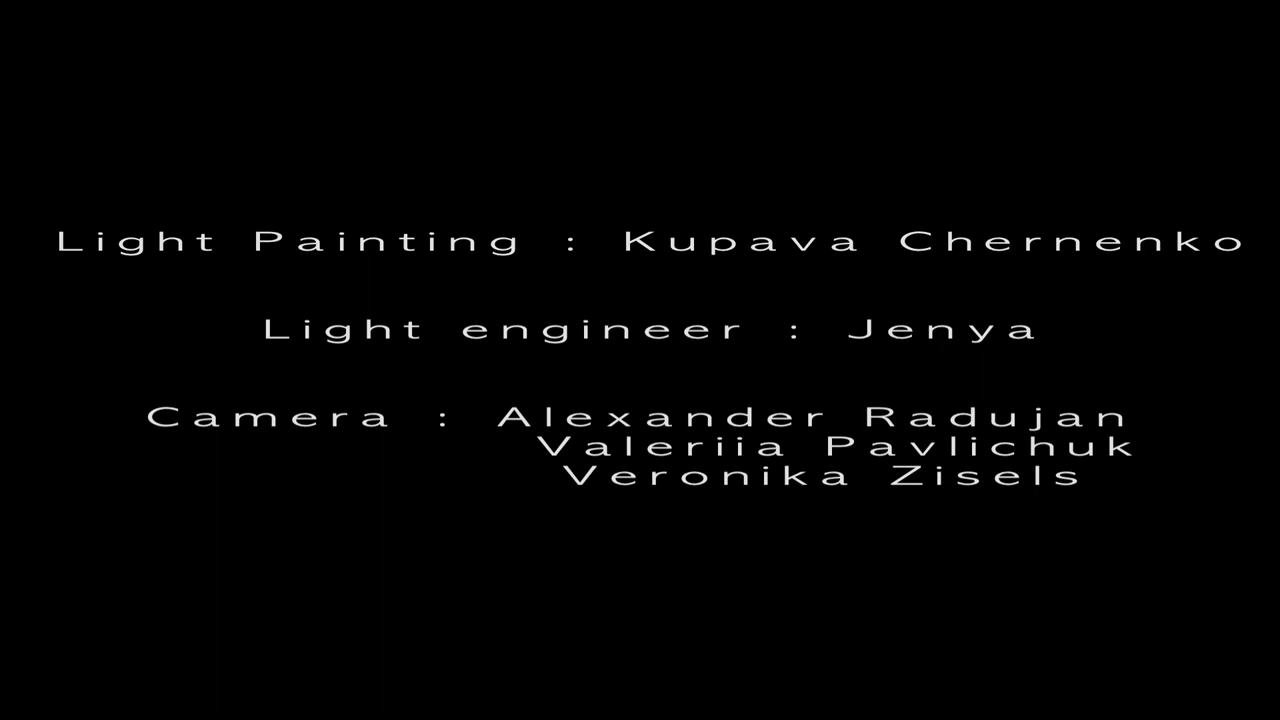 Light Painting : Kupava Chernenko
Light engineer : Jenya
Camera : Alexander Radujan
Valeriia Pavlichuk
Veronika Zisels